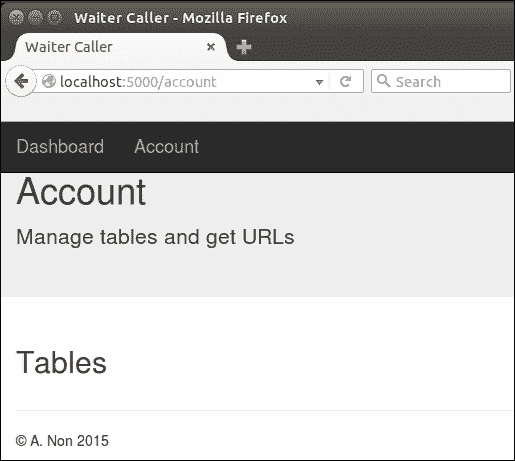 Waiter Caller - Mozilla Firefox
Waiter Caller
localhost:5000/account
Search
Dashboard Account
Account
Manage tables and get URLs
Tables
© A. Non 2015